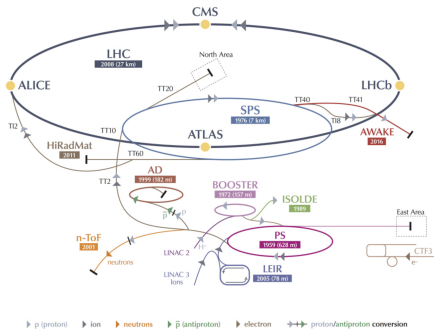 CMS
LHC
2008 (27 km)
North Area
ALICE
TT20
LHCb
SPS
1976 (7 km)
TT40
TT41
TI8
TI2
TT10
ATLAS
AWAKE
2016
HiRadMat
2011
TT60
AD
1999 (182 m)
TT2
BOOSTER
1972 (157 m)
ISOLDE
1989
p
p̅
East Area
n-ToF
2001
LINAC 2
H⁻
PS
1959 (628 m)
neutrons
LINAC 3
Ions
LEIR
2005 (78 m)
CTF3
e⁻
p (proton)
ion
neutrons
p̅ (antiproton)
electron
proton/antiproton conversion